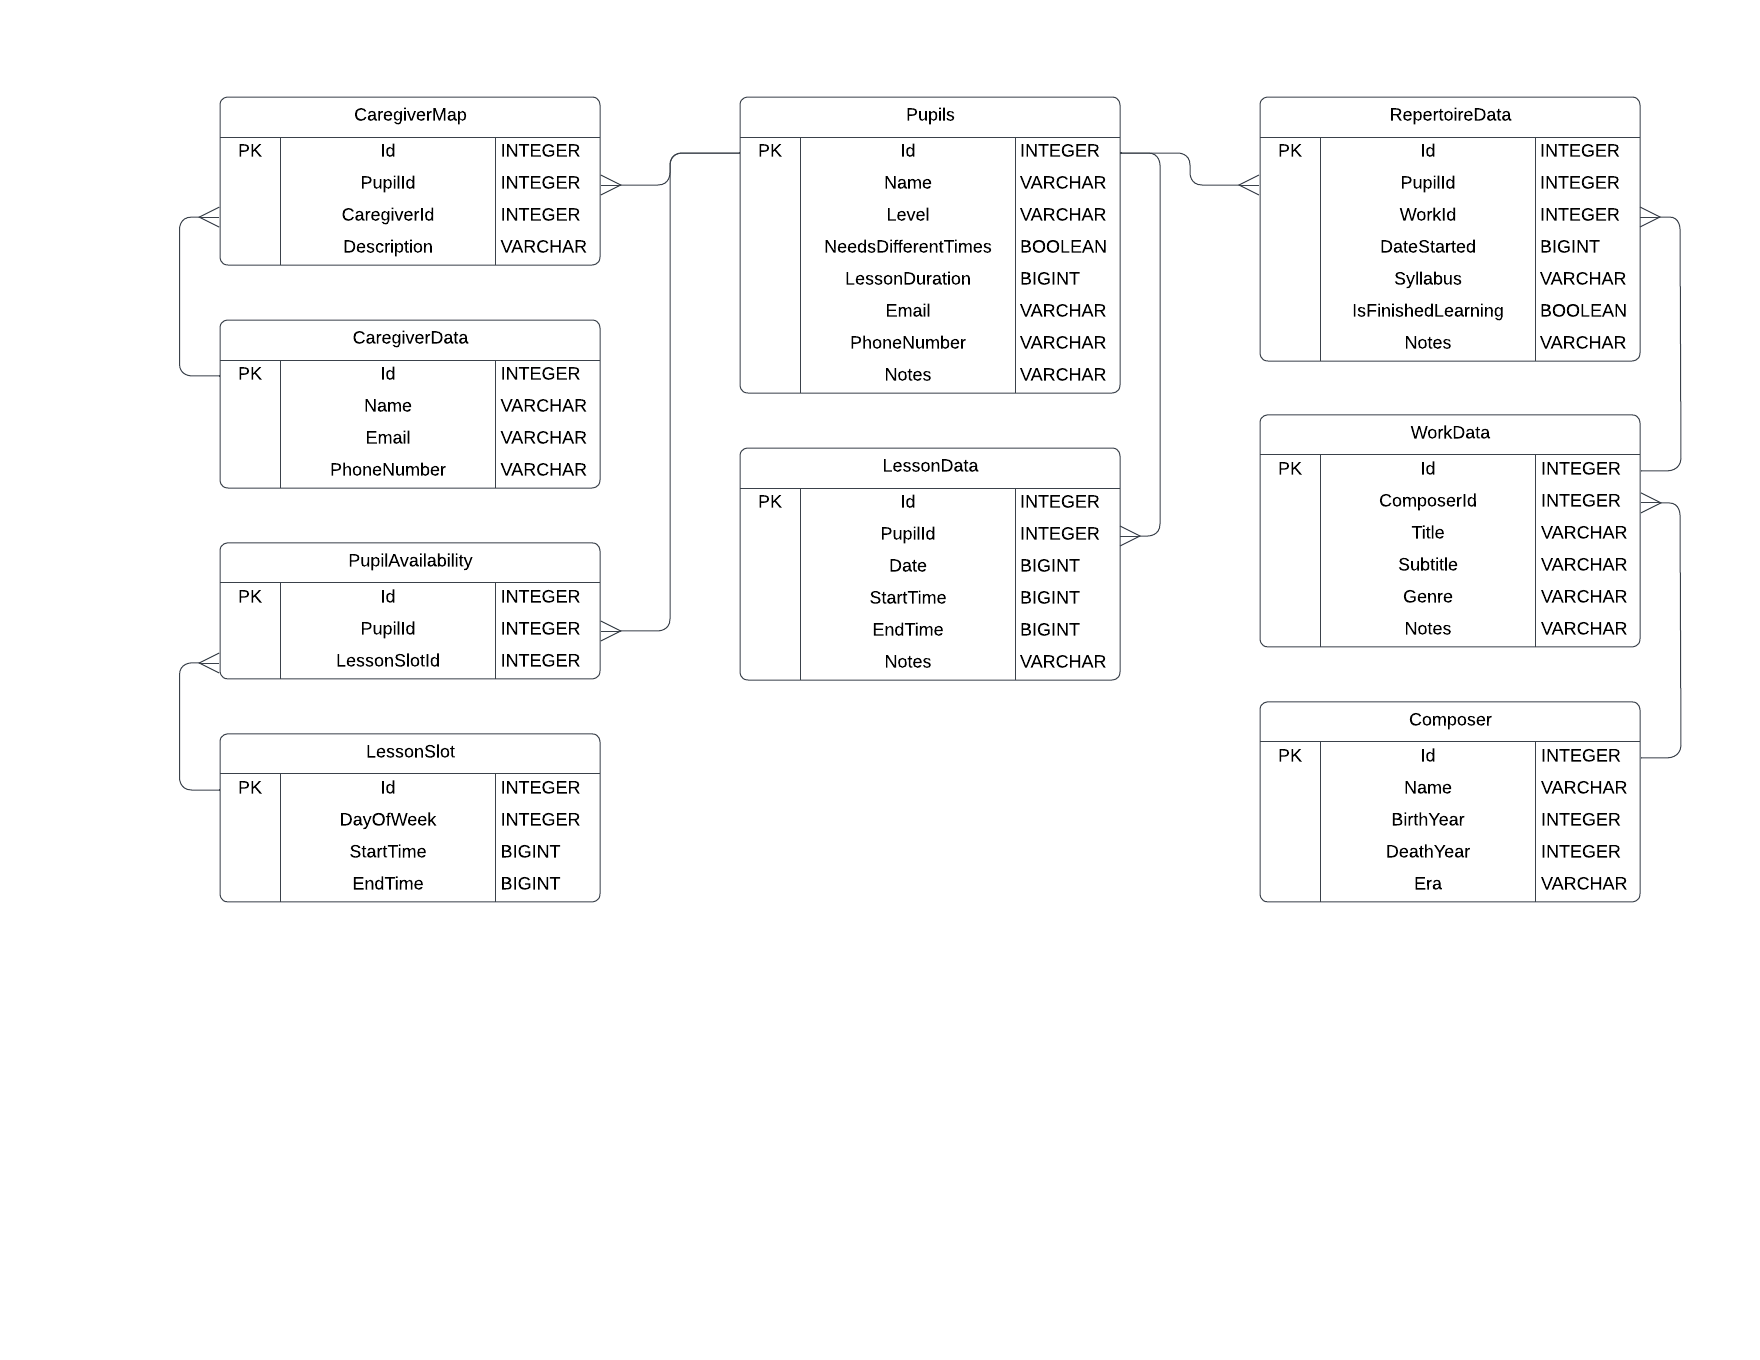 CaregiverMap
PK Id INTEGER
PupilId INTEGER
CaregiverId INTEGER
Description VARCHAR
CaregiverData
PK Id INTEGER
Name VARCHAR
Email VARCHAR
PhoneNumber VARCHAR
PupilAvailability
PK Id INTEGER
PupilId INTEGER
LessonSlotId INTEGER
LessonSlot
PK Id INTEGER
DayOfWeek INTEGER
StartTime BIGINT
EndTime BIGINT
Pupils
PK Id INTEGER
Name VARCHAR
Level VARCHAR
NeedsDifferentTimes BOOLEAN
LessonDuration BIGINT
Email VARCHAR
PhoneNumber VARCHAR
Notes VARCHAR
LessonData
PK Id INTEGER
PupilId INTEGER
Date BIGINT
StartTime BIGINT
EndTime BIGINT
Notes VARCHAR
RepertoireData
PK Id INTEGER
PupilId INTEGER
WorkId INTEGER
DateStarted BIGINT
Syllabus VARCHAR
IsFinishedLearning BOOLEAN
Notes VARCHAR
WorkData
PK Id INTEGER
ComposerId INTEGER
Title VARCHAR
Subtitle VARCHAR
Genre VARCHAR
Notes VARCHAR
Composer
PK Id INTEGER
Name VARCHAR
BirthYear INTEGER
DeathYear INTEGER
Era VARCHAR